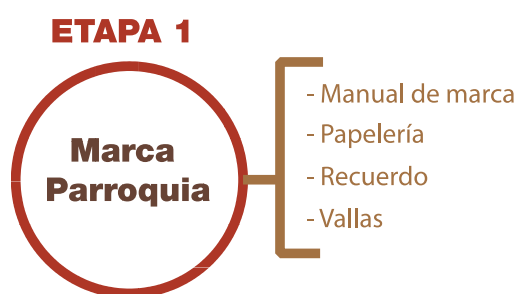 ETAPA 1
Marca
Parroquia
- Manual de marca
- Papelería
- Recuerdo
- Vallas